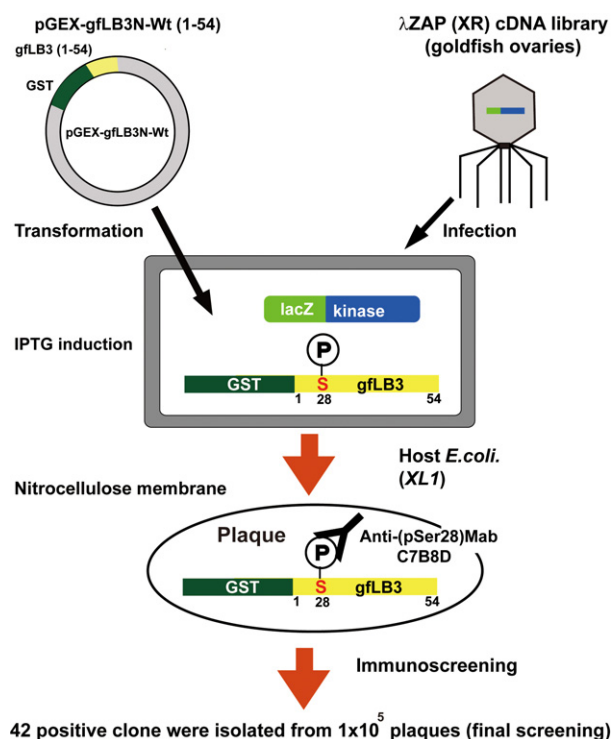 pGEX-gfLB3N-Wt (1-54)
gfLB3 (1-54)
GST
pGEX-gfLB3N-Wt
λZAP (XR) cDNA library
(goldfish ovaries)
Transformation
Infection
IPTG induction
lacZ kinase
P
GST S gfLB3
1 28 54
Host E.coli.
(XL1)
Nitrocellulose membrane
Plaque
P
Anti-(pSer28)Mab
C7B8D
GST S gfLB3
1 28 54
Immunoscreening
42 positive clone were isolated from 1x10⁵ plaques (final screening)